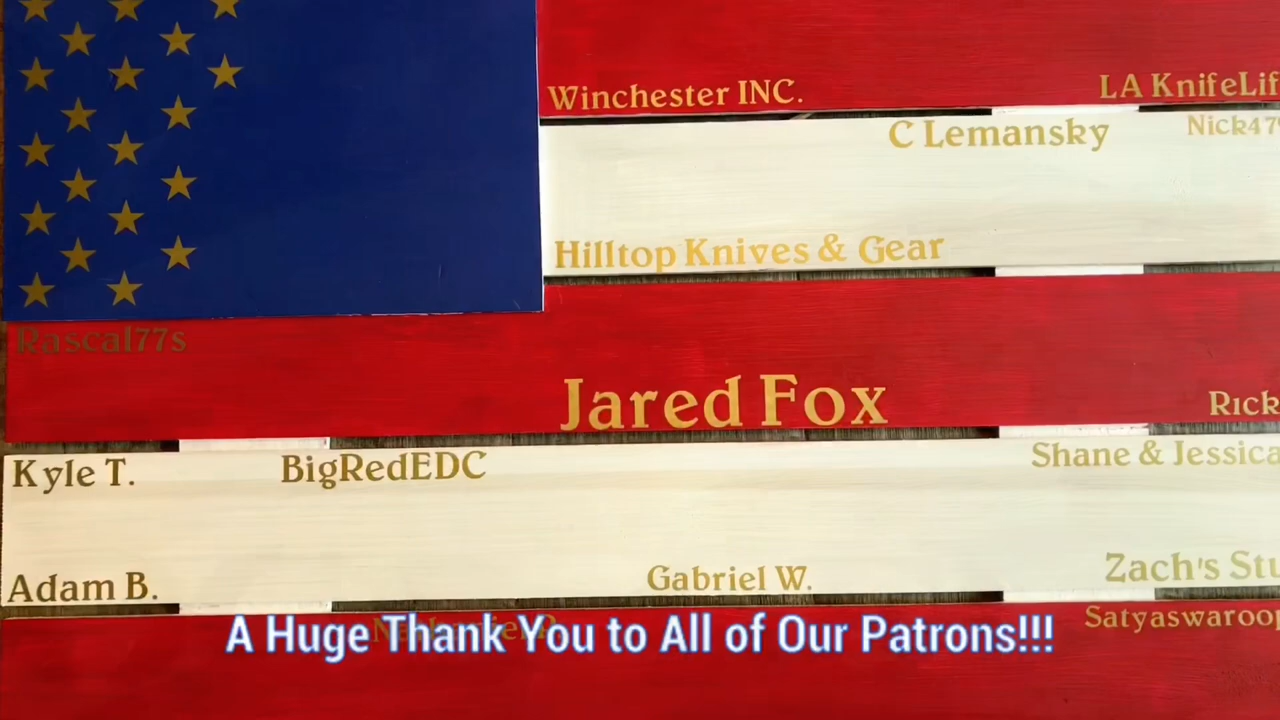 Winchester INC.
LA KnifeLif
C Lemansky
Nick47
Hilltop Knives & Gear
Rascal77s
Jared Fox
Rick
Kyle T.
BigRedEDC
Shane & Jessica
Adam B.
Gabriel W.
Zach's Stu
Satyaswaroop
A Huge Thank You to All of Our Patrons!!!